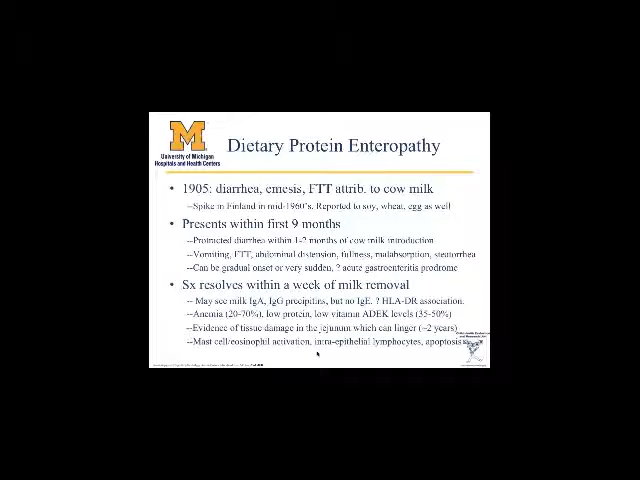 M
University of Michigan
Hospitals and Health Centers
Dietary Protein Enteropathy
• 1905: diarrhea, emesis, FTT attrib. to cow milk
--Spike in Finland in mid-1960's. Reported to soy, wheat, egg as well
• Presents within first 9 months
--Protracted diarrhea within 1-? months of cow milk introduction
--Vomiting, FTT, abdominal distension, fullness, malabsorption, steatorrhea
--Can be gradual onset or very sudden, ? acute gastroenteritis prodrome
• Sx resolves within a week of milk removal
-- May see milk IgA, IgG precipitins, but no IgE. ? HLA-DR association.
--Anemia (20-70%), low protein, low vitamin ADEK levels (35-50%)
--Evidence of tissue damage in the jejunum which can linger (~2 years)
--Mast cell/eosinophil activation, intra-epithelial lymphocytes, apoptosis